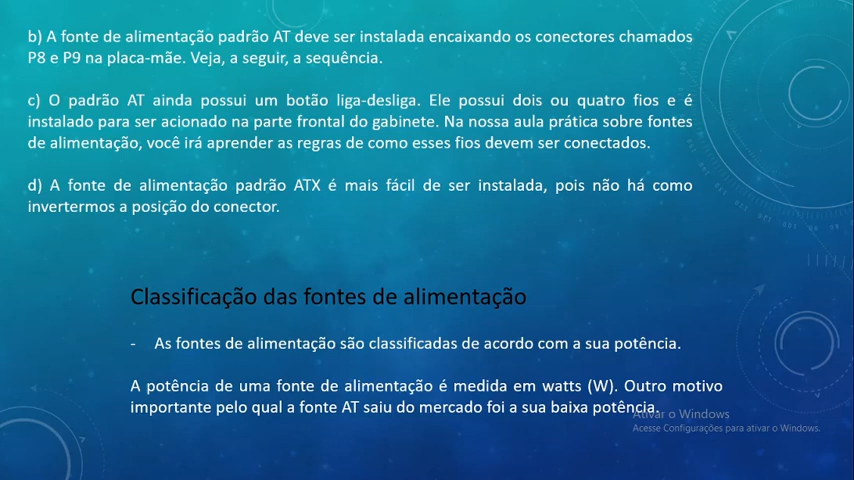 b) A fonte de alimentação padrão AT deve ser instalada encaixando os conectores chamados
P8 e P9 na placa-mãe. Veja, a seguir, a sequência.
c) O padrão AT ainda possui um botão liga-desliga. Ele possui dois ou quatro fios e é
instalado para ser acionado na parte frontal do gabinete. Na nossa aula prática sobre fontes
de alimentação, você irá aprender as regras de como esses fios devem ser conectados.
d) A fonte de alimentação padrão ATX é mais fácil de ser instalada, pois não há como
invertermos a posição do conector.
Classificação das fontes de alimentação
- As fontes de alimentação são classificadas de acordo com a sua potência.
A potência de uma fonte de alimentação é medida em watts (W). Outro motivo
importante pelo qual a fonte AT saiu do mercado foi a sua baixa potência.
Ativar o Windows
Acesse Configurações para ativar o Windows.